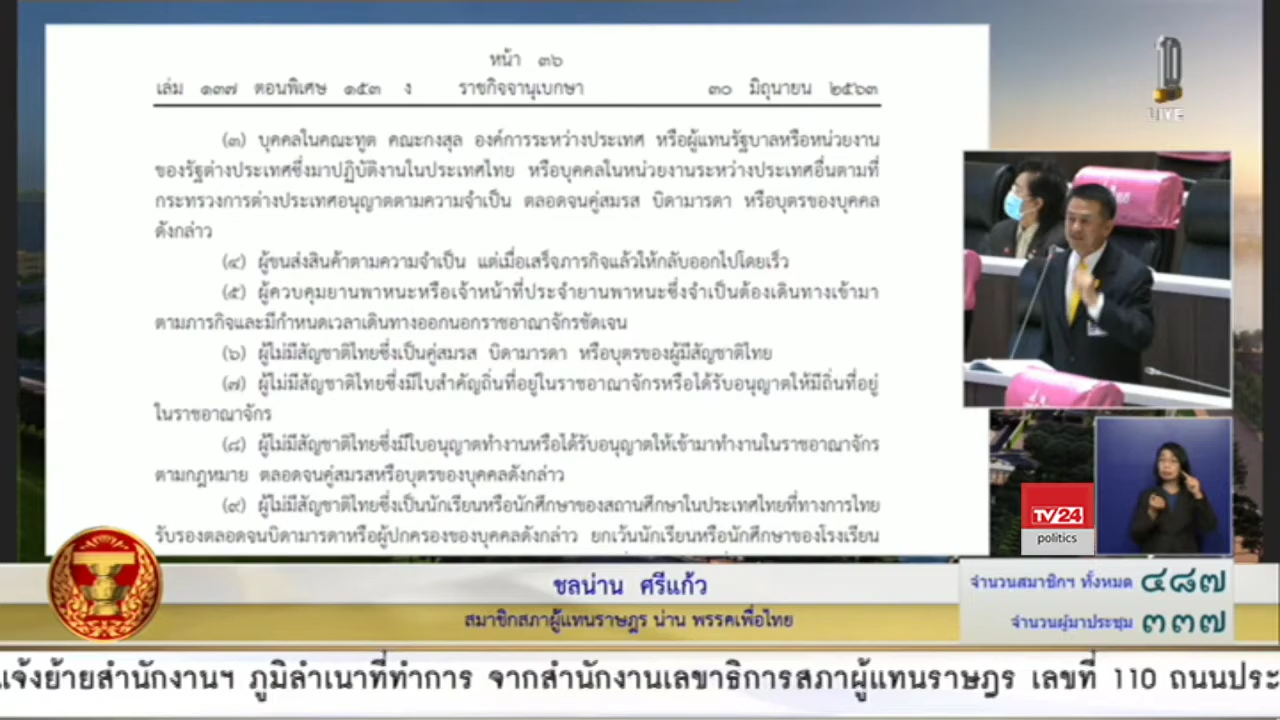 หน้า ๓๖
เล่ม ๑๓๗ ตอนพิเศษ ๑๕๓ ง ราชกิจจานุเบกษา ๓๐ มิถุนายน ๒๕๖๓
(๓) บุคคลในคณะทูต คณะกงสุล องค์การระหว่างประเทศ หรือผู้แทนรัฐบาลหรือหน่วยงาน
ของรัฐต่างประเทศซึ่งมาปฏิบัติงานในประเทศไทย หรือบุคคลในหน่วยงานระหว่างประเทศอื่นตามที่
กระทรวงการต่างประเทศอนุญาตตามความจำเป็น ตลอดจนคู่สมรส บิดามารดา หรือบุตรของบุคคล
ดังกล่าว
(๔) ผู้ขนส่งสินค้าตามความจำเป็น แต่เมื่อเสร็จภารกิจแล้วให้กลับออกไปโดยเร็ว
(๕) ผู้ควบคุมยานพาหนะหรือเจ้าหน้าที่ประจำยานพาหนะซึ่งจำเป็นต้องเดินทางเข้ามา
ตามภารกิจและมีกำหนดเวลาเดินทางออกนอกราชอาณาจักรชัดเจน
(๖) ผู้ไม่มีสัญชาติไทยซึ่งเป็นคู่สมรส บิดามารดา หรือบุตรของผู้มีสัญชาติไทย
(๗) ผู้ไม่มีสัญชาติไทยซึ่งมีใบสำคัญถิ่นที่อยู่ในราชอาณาจักรหรือได้รับอนุญาตให้มีถิ่นที่อยู่
ในราชอาณาจักร
(๘) ผู้ไม่มีสัญชาติไทยซึ่งมีใบอนุญาตทำงานหรือได้รับอนุญาตให้เข้ามาทำงานในราชอาณาจักร
ตามกฎหมาย ตลอดจนคู่สมรสหรือบุตรของบุคคลดังกล่าว
(๙) ผู้ไม่มีสัญชาติไทยซึ่งเป็นนักเรียนหรือนักศึกษาของสถานศึกษาในประเทศไทยที่ทางการไทย
รับรองตลอดจนบิดามารดาหรือผู้ปกครองของบุคคลดังกล่าว ยกเว้นนักเรียนหรือนักศึกษาของโรงเรียน
10
LIVE
TV24
politics
ชลน่าน ศรีแก้ว
สมาชิกสภาผู้แทนราษฎร น่าน พรรคเพื่อไทย
จำนวนสมาชิกฯ ทั้งหมด ๔๘๗
จำนวนผู้มาประชุม ๓๓๗
แจ้งย้ายสำนักงานฯ ภูมิลำเนาที่ทำการ จากสำนักงานเลขาธิการสภาผู้แทนราษฎร เลขที่ 110 ถนนประ